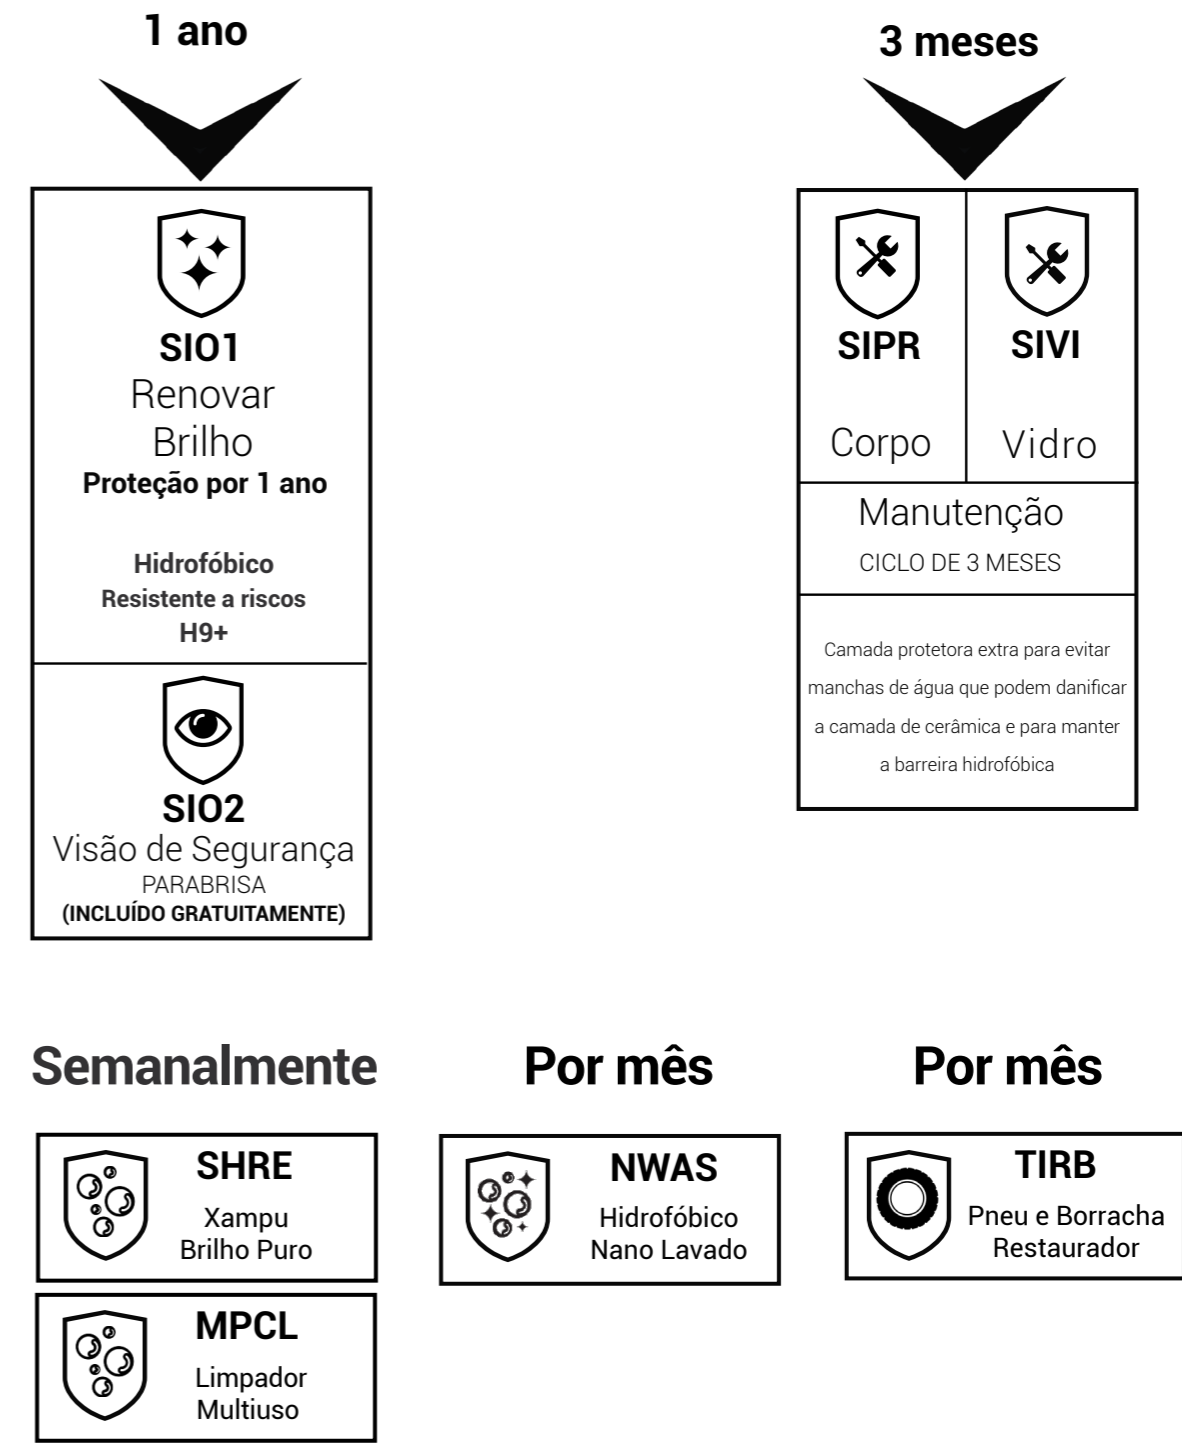 1 ano
SIO1
Renovar
Brilho
Proteção por 1 ano
Hidrofóbico
Resistente a riscos
H9+
SIO2
Visão de Segurança
PARABRISA
(INCLUÍDO GRATUITAMENTE)
3 meses
SIPR
Corpo
SIVI
Vidro
Manutenção
CICLO DE 3 MESES
Camada protetora extra para evitar
manchas de água que podem danificar
a camada de cerâmica e para manter
a barreira hidrofóbica
Semanalmente
SHRE
Xampu
Brilho Puro
MPCL
Limpador
Multiuso
Por mês
NWAS
Hidrofóbico
Nano Lavado
Por mês
TIRB
Pneu e Borracha
Restaurador